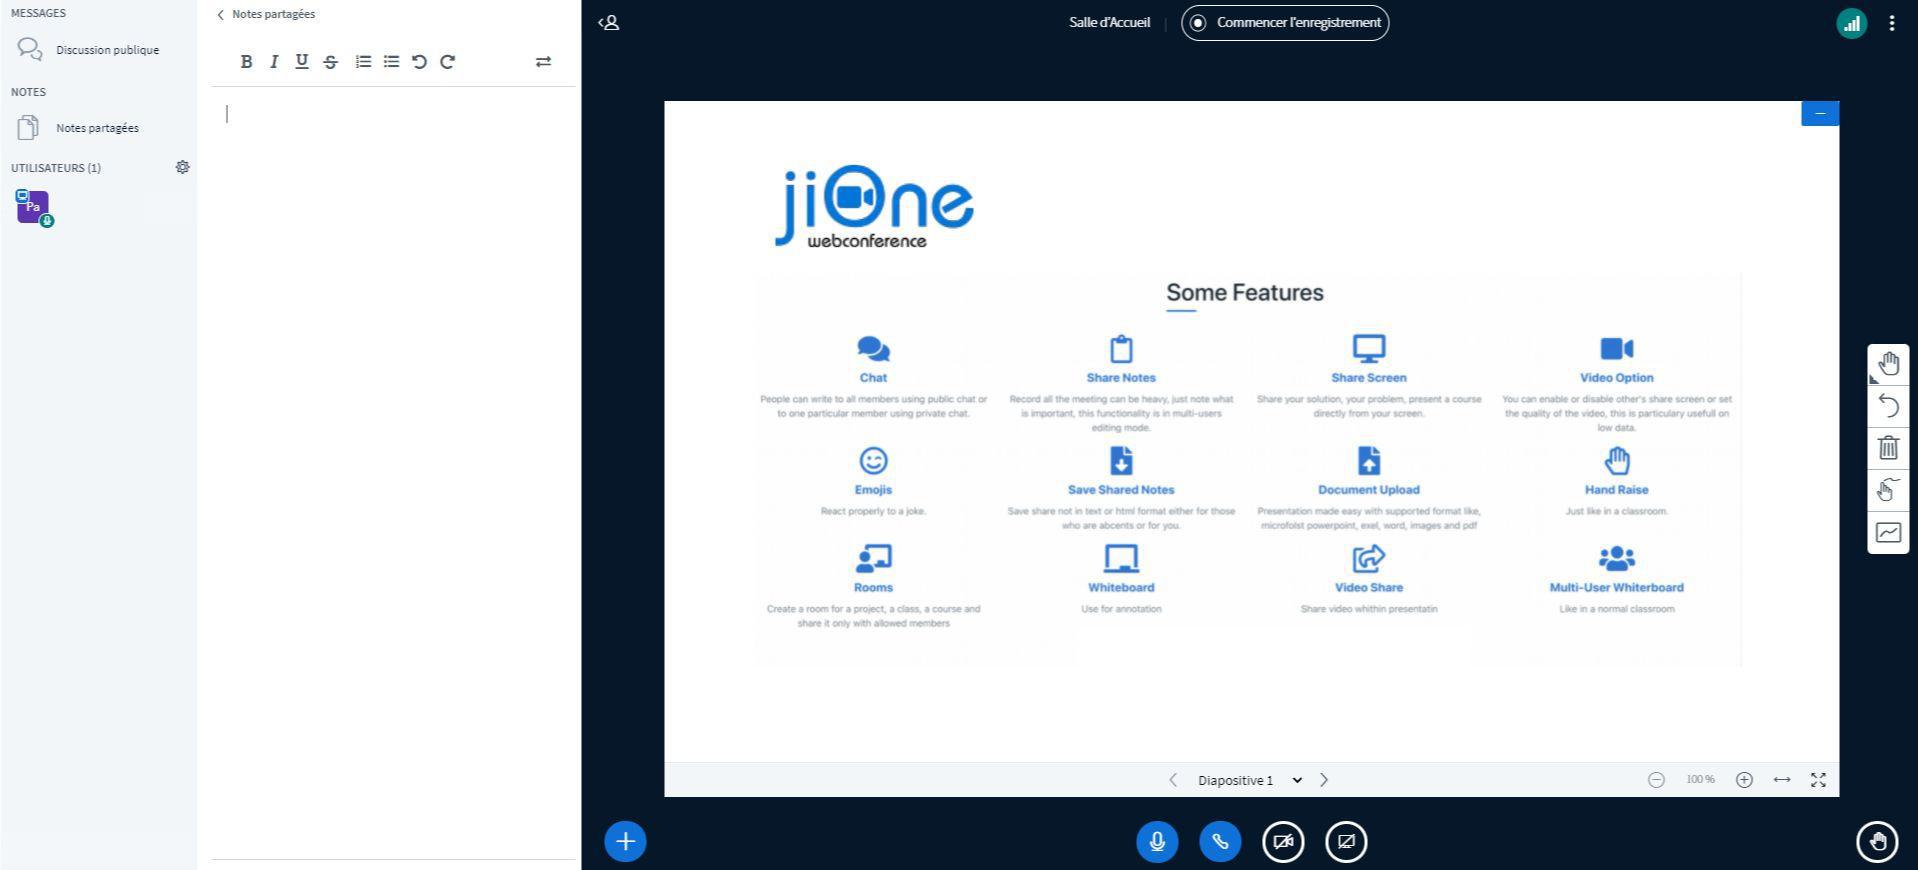 MESSAGES
Discussion publique
NOTES
Notes partagées
UTILISATEURS (1)
Pa
Notes partagées
B I U S
Salle d'Accueil
Commencer l'enregistrement
jiOne
webconference
Some Features
Chat
People can write to all members using public chat or
to one particular member using private chat.
Share Notes
Record all the meeting can be heavy, just note what
is important, this functionality is in multi-users
editing mode.
Share Screen
Share your solution, your problem, present a course
directly from your screen.
Video Option
You can enable or disable other's share screen or set
the quality of the video, this is particulary usefull on
low data.
Emojis
React properly to a joke.
Save Shared Notes
Save share not in text or html format either for those
who are abcents or for you.
Document Upload
Presentation made easy with supported format like,
microfolst powerpoint, exel, word, images and pdf
Hand Raise
Just like in a classroom.
Rooms
Create a room for a project, a class, a course and
share it only with allowed members
Whiteboard
Use for annotation
Video Share
Share video whithin presentatin
Multi-User Whiterboard
Like in a normal classroom
Diapositive 1
100 %